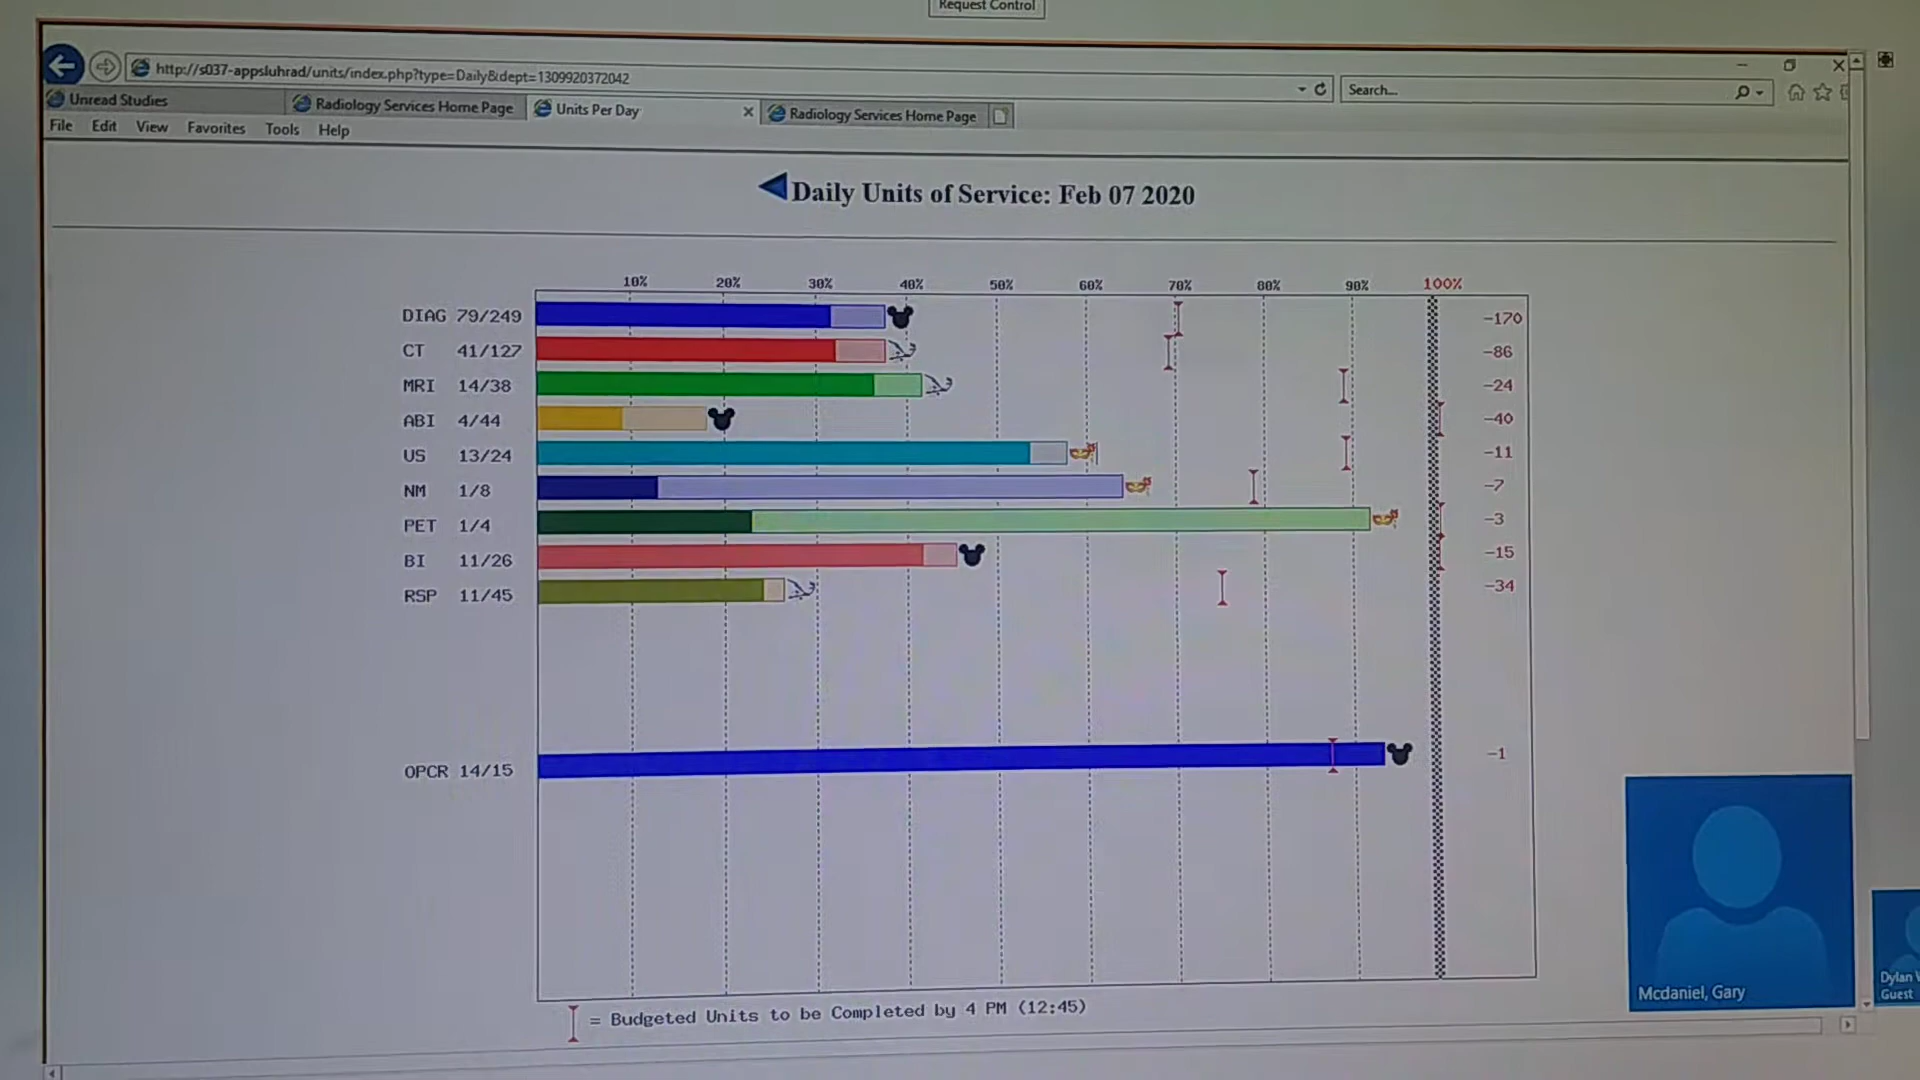 Request Control
http://s037-appsluhrad/units/index.php?type=Daily&dept=1309920372042
Search...
Unread Studies
Radiology Services Home Page
Units Per Day
Radiology Services Home Page
File Edit View Favorites Tools Help
Daily Units of Service: Feb 07 2020
10% 20% 30% 40% 50% 60% 70% 80% 90% 100%
DIAG 79/249 -170
CT 41/127 -86
MRI 14/38 -24
ABI 4/44 -40
US 13/24 -11
NM 1/8 -7
PET 1/4 -3
BI 11/26 -15
RSP 11/45 -34
OPCR 14/15 -1
= Budgeted Units to be Completed by 4 PM (12:45)
Mcdaniel, Gary
Dylan
Guest